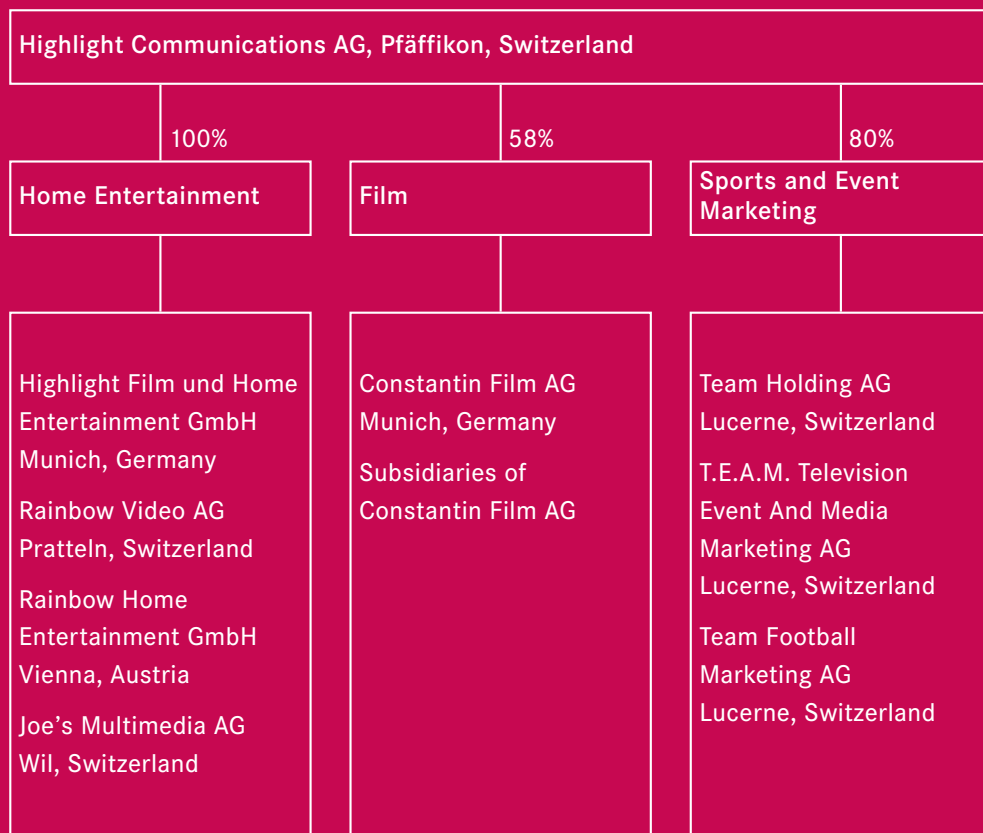 Highlight Communications AG, Pfäffikon, Switzerland
100%
58%
80%
Home Entertainment
Film
Sports and Event
Marketing
Highlight Film und Home
Entertainment GmbH
Munich, Germany
Rainbow Video AG
Pratteln, Switzerland
Rainbow Home
Entertainment GmbH
Vienna, Austria
Joe's Multimedia AG
Wil, Switzerland
Constantin Film AG
Munich, Germany
Subsidiaries of
Constantin Film AG
Team Holding AG
Lucerne, Switzerland
T.E.A.M. Television
Event And Media
Marketing AG
Lucerne, Switzerland
Team Football
Marketing AG
Lucerne, Switzerland